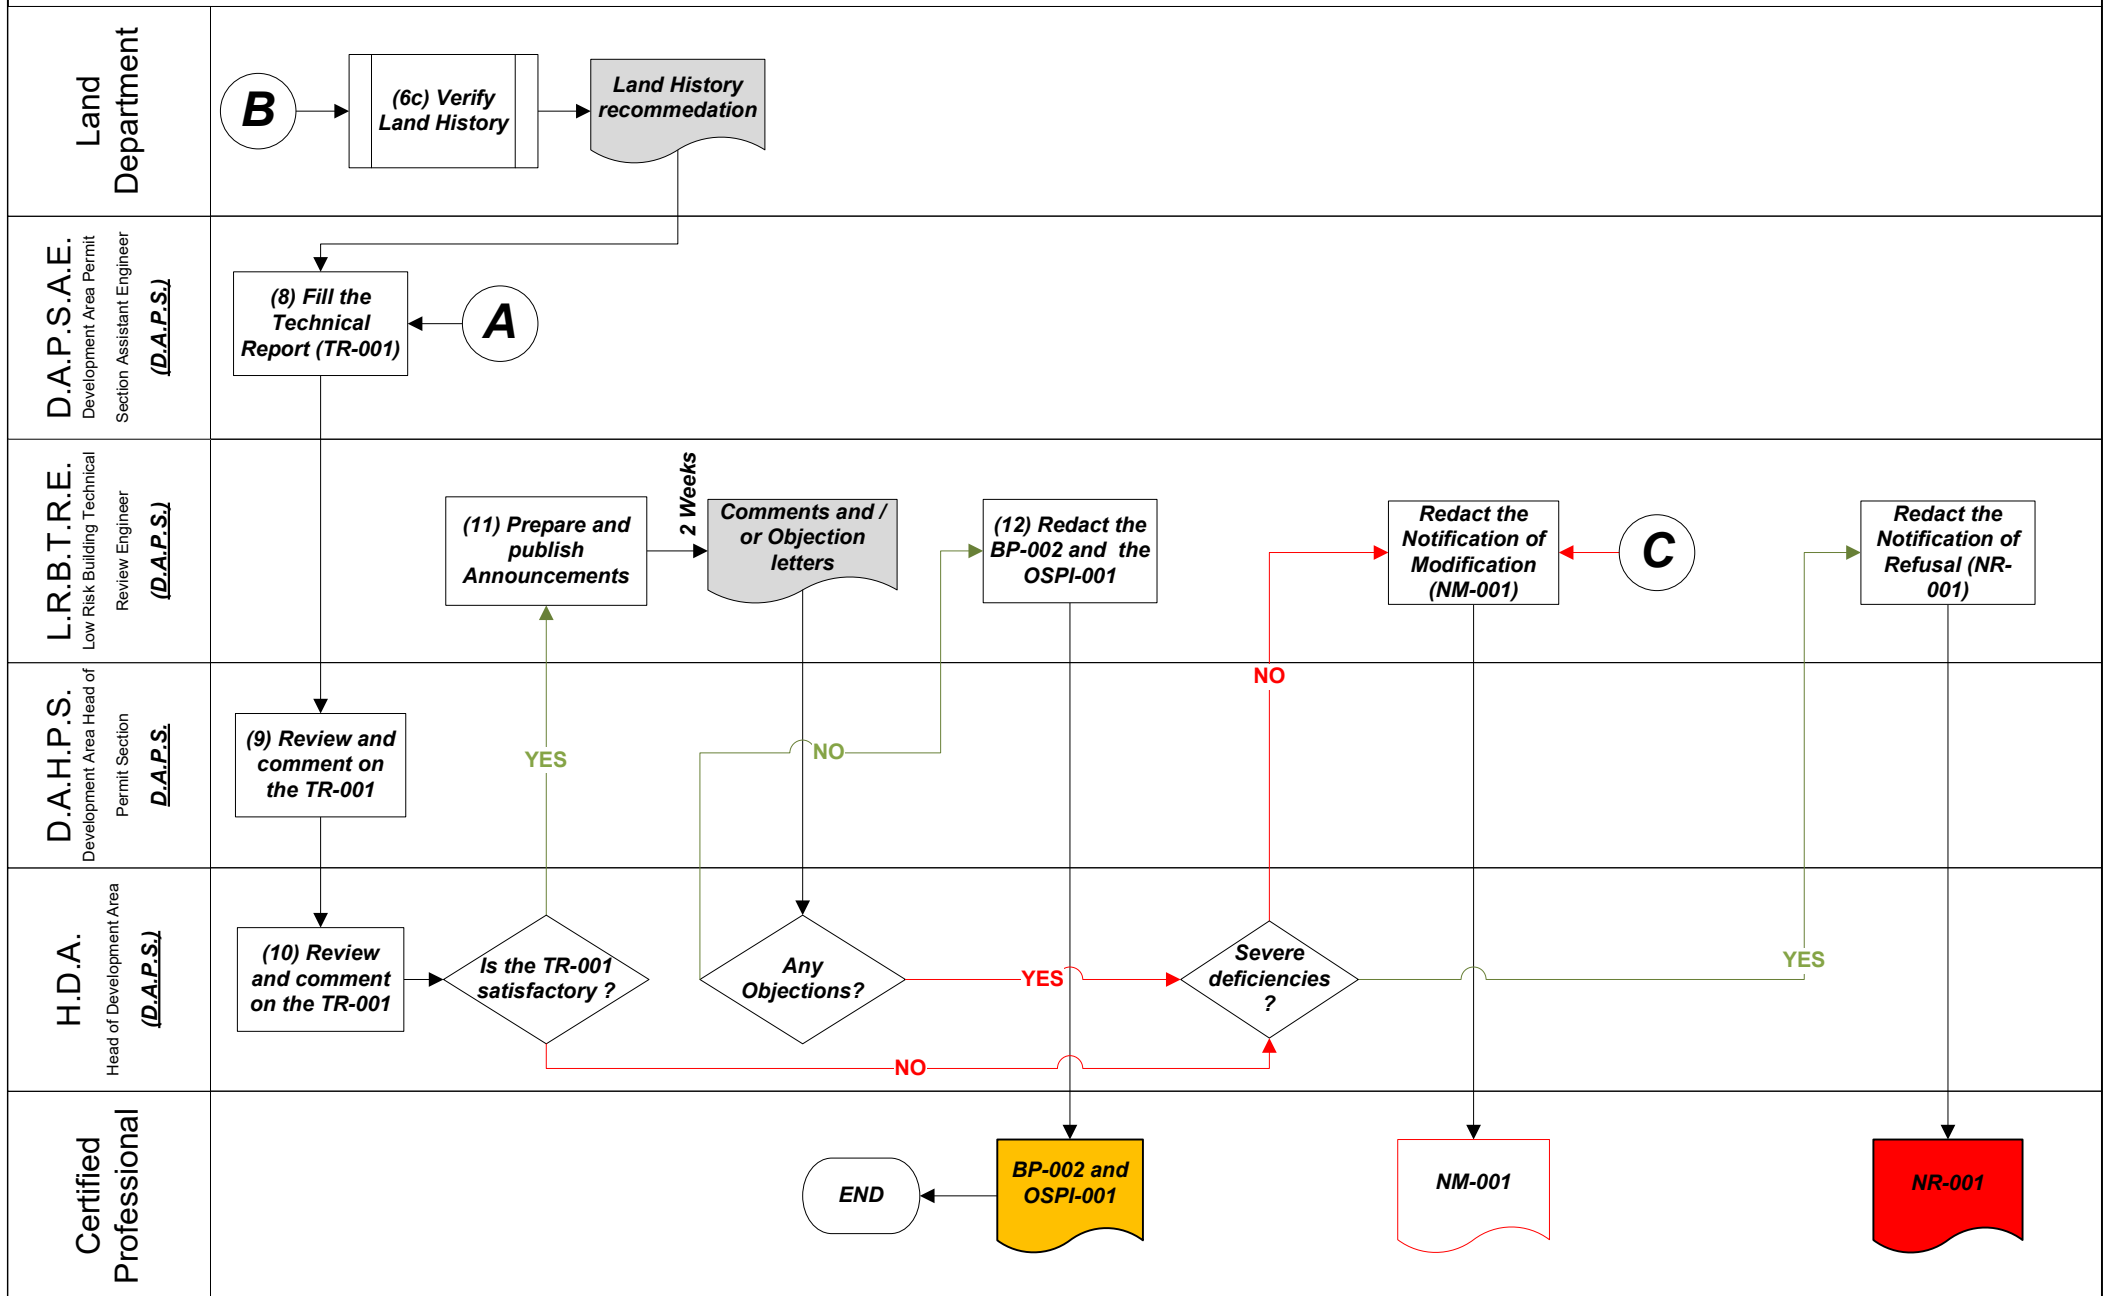 Land
Department
B
(6c) Verify
Land History
Land History
recommedation
D.A.P.S.A.E.
Development Area Permit
Section Assistant Engineer
(D.A.P.S.)
(8) Fill the
Technical
Report (TR-001)
A
L.R.B.T.R.E.
Low Risk Building Technical
Review Engineer
(D.A.P.S.)
(11) Prepare and
publish
Announcements
2 Weeks
Comments and /
or Objection
letters
(12) Redact the
BP-002 and the
OSPI-001
Redact the
Notification of
Modification
(NM-001)
C
Redact the
Notification of
Refusal (NR-
001)
D.A.H.P.S.
Development Area Head of
Permit Section
D.A.P.S.
(9) Review and
comment on
the TR-001
YES
NO
NO
H.D.A.
Head of Development Area
(D.A.P.S.)
(10) Review
and comment
on the TR-001
Is the TR-001
satisfactory ?
Any
Objections?
YES
Severe
deficiencies
?
YES
NO
Certified
Professional
END
BP-002 and
OSPI-001
NM-001
NR-001